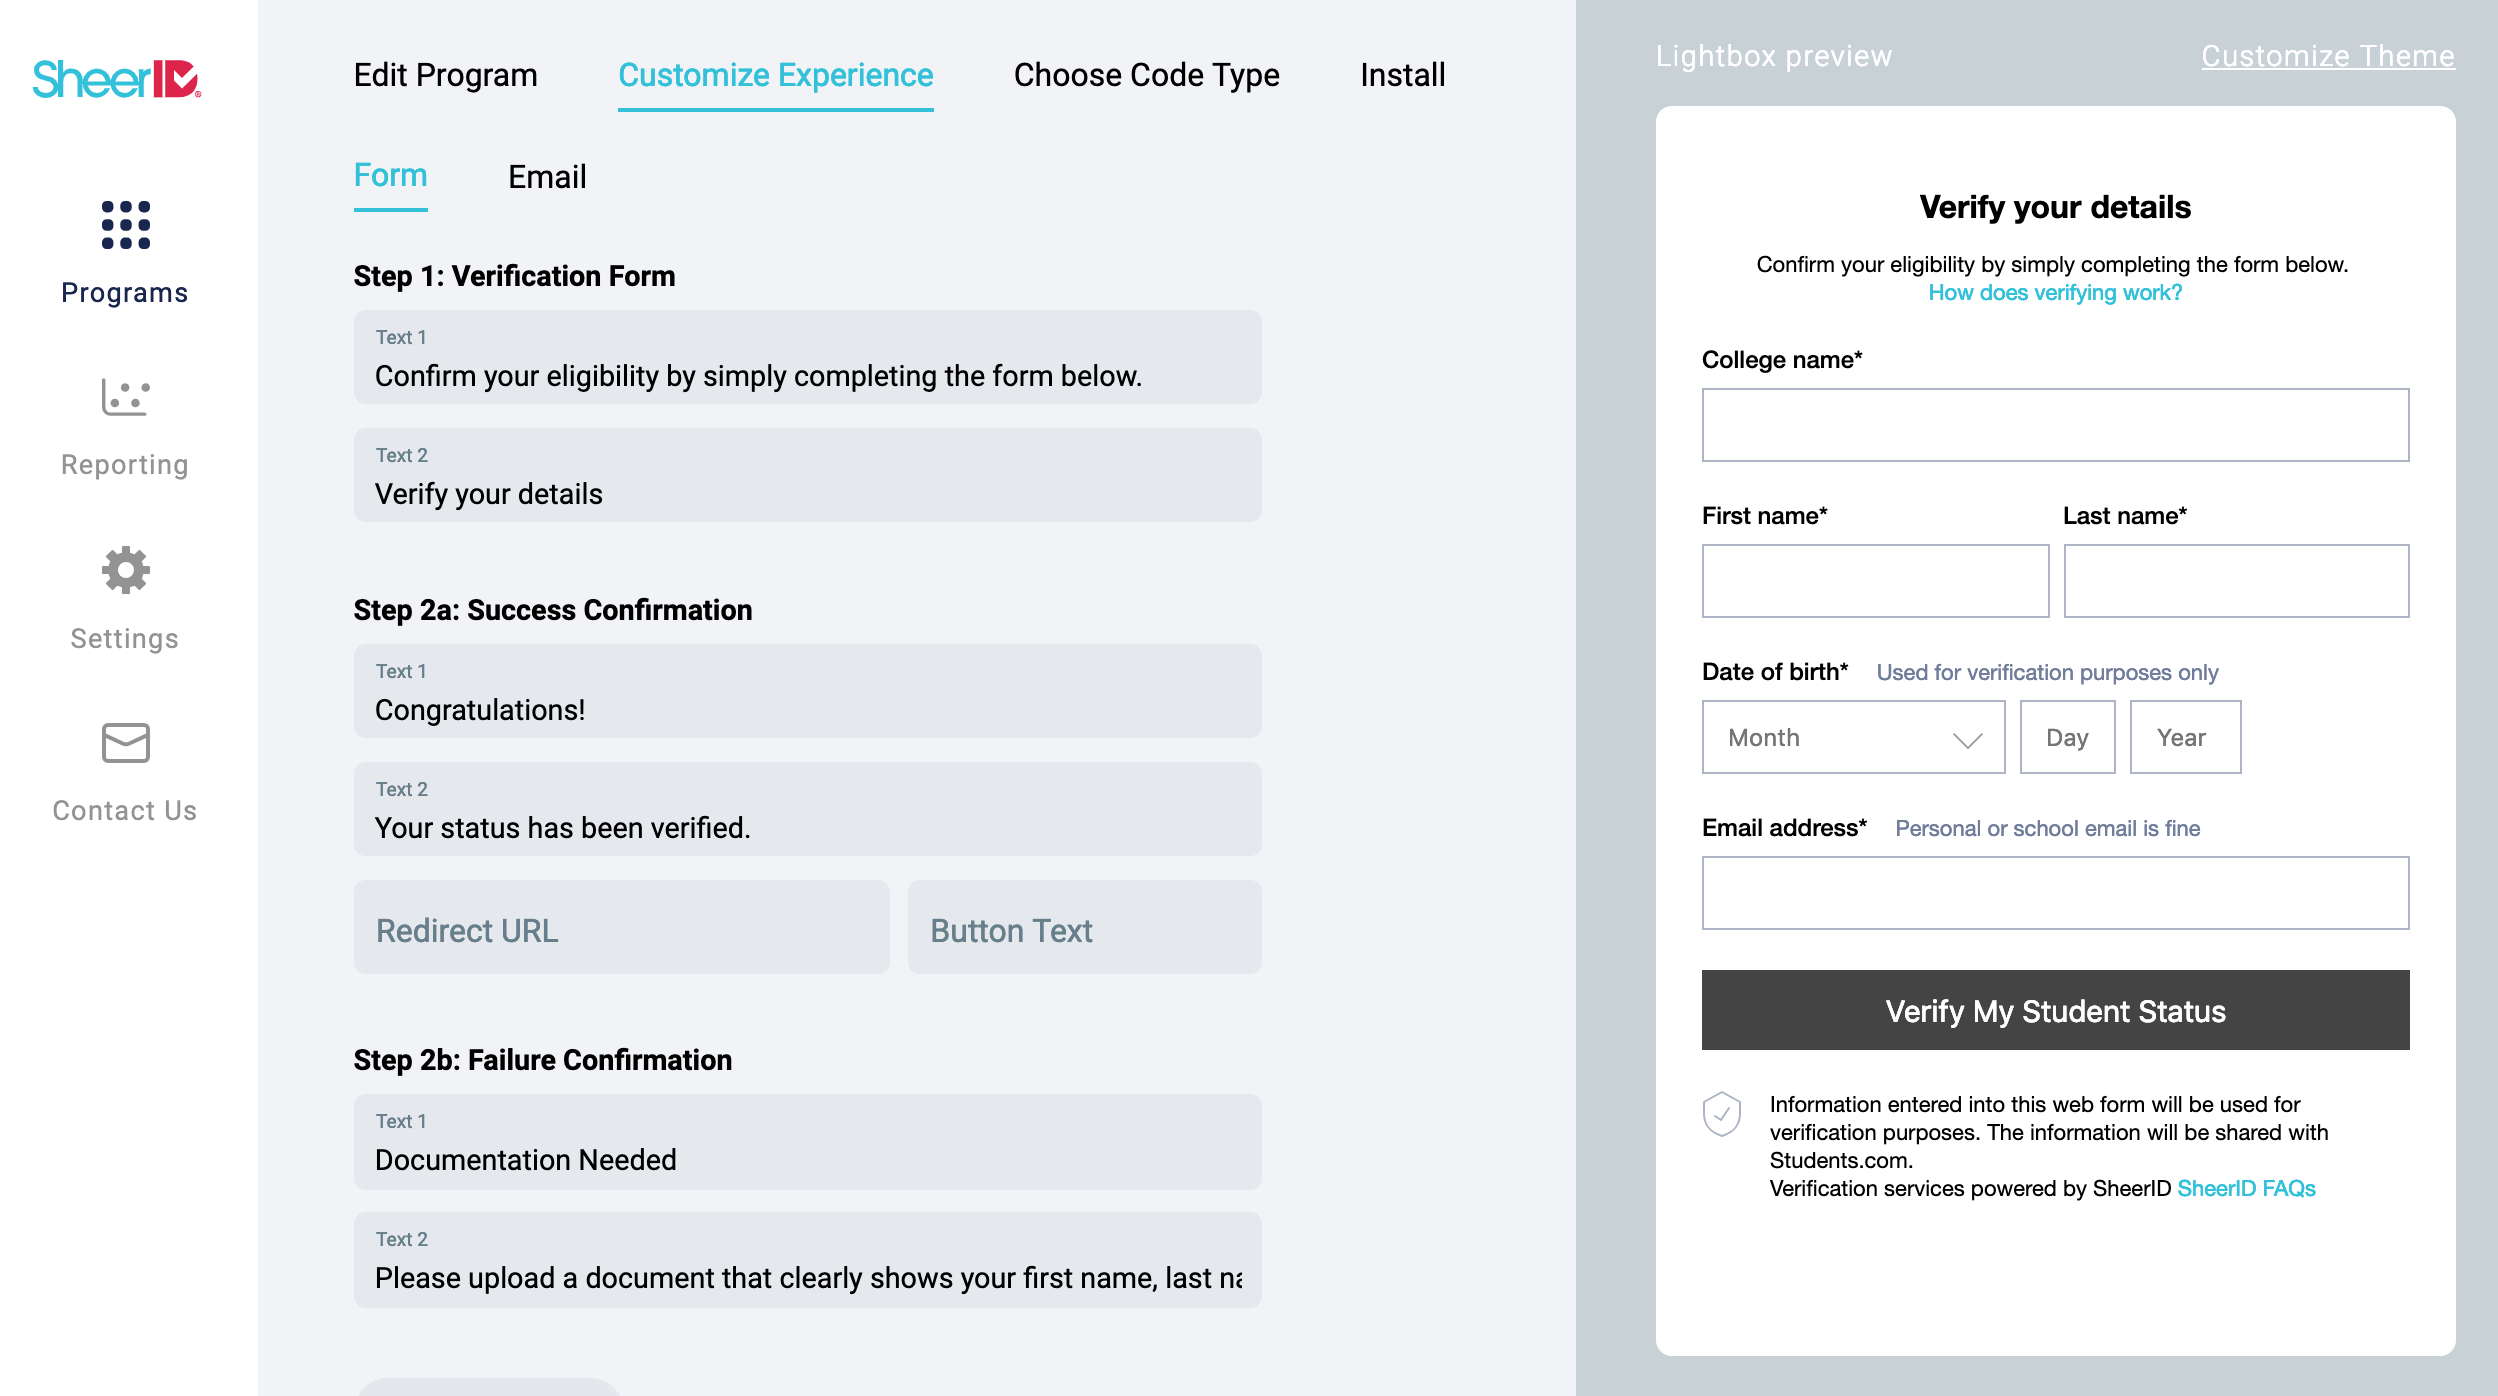 SheerID
Programs
Reporting
Settings
Contact Us
Edit Program
Customize Experience
Choose Code Type
Install
Form
Email
Step 1: Verification Form
Text 1
Confirm your eligibility by simply completing the form below.
Text 2
Verify your details
Step 2a: Success Confirmation
Text 1
Congratulations!
Text 2
Your status has been verified.
Redirect URL
Button Text
Step 2b: Failure Confirmation
Text 1
Documentation Needed
Text 2
Please upload a document that clearly shows your first name, last
Lightbox preview
Customize Theme
Verify your details
Confirm your eligibility by simply completing the form below.
How does verifying work?
College name*
First name*
Last name*
Date of birth* Used for verification purposes only
Month
Day
Year
Email address* Personal or school email is fine
Verify My Student Status
Information entered into this web form will be used for
verification purposes. The information will be shared with
Students.com.
Verification services powered by SheerID SheerID FAQs